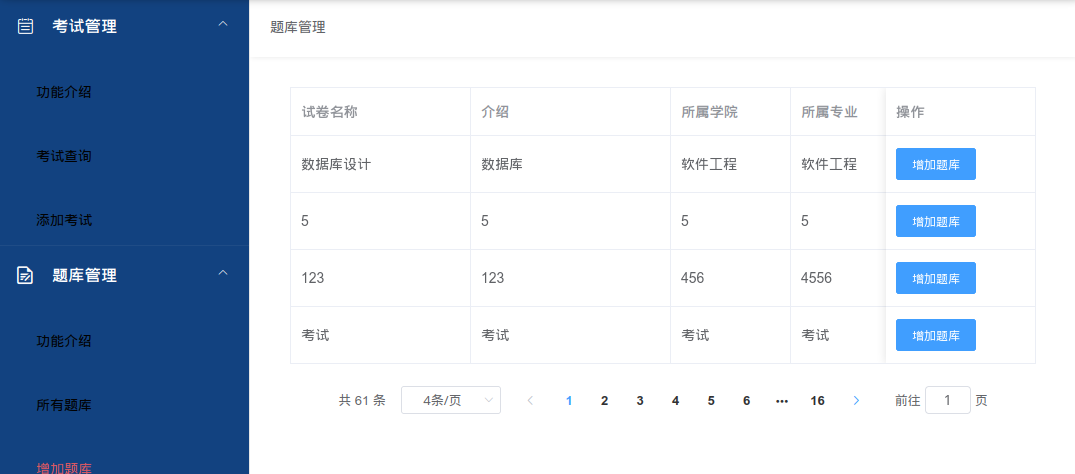 考试管理
功能介绍
考试查询
添加考试
题库管理
功能介绍
所有题库
增加题库
题库管理
试卷名称 介绍 所属学院 所属专业 操作
数据库设计 数据库 软件工程 软件工程 增加题库
5 5 5 5 增加题库
123 123 456 4556 增加题库
考试 考试 考试 考试 增加题库
共 61 条 4条/页 1 2 3 4 5 6 ••• 16 前往 1 页